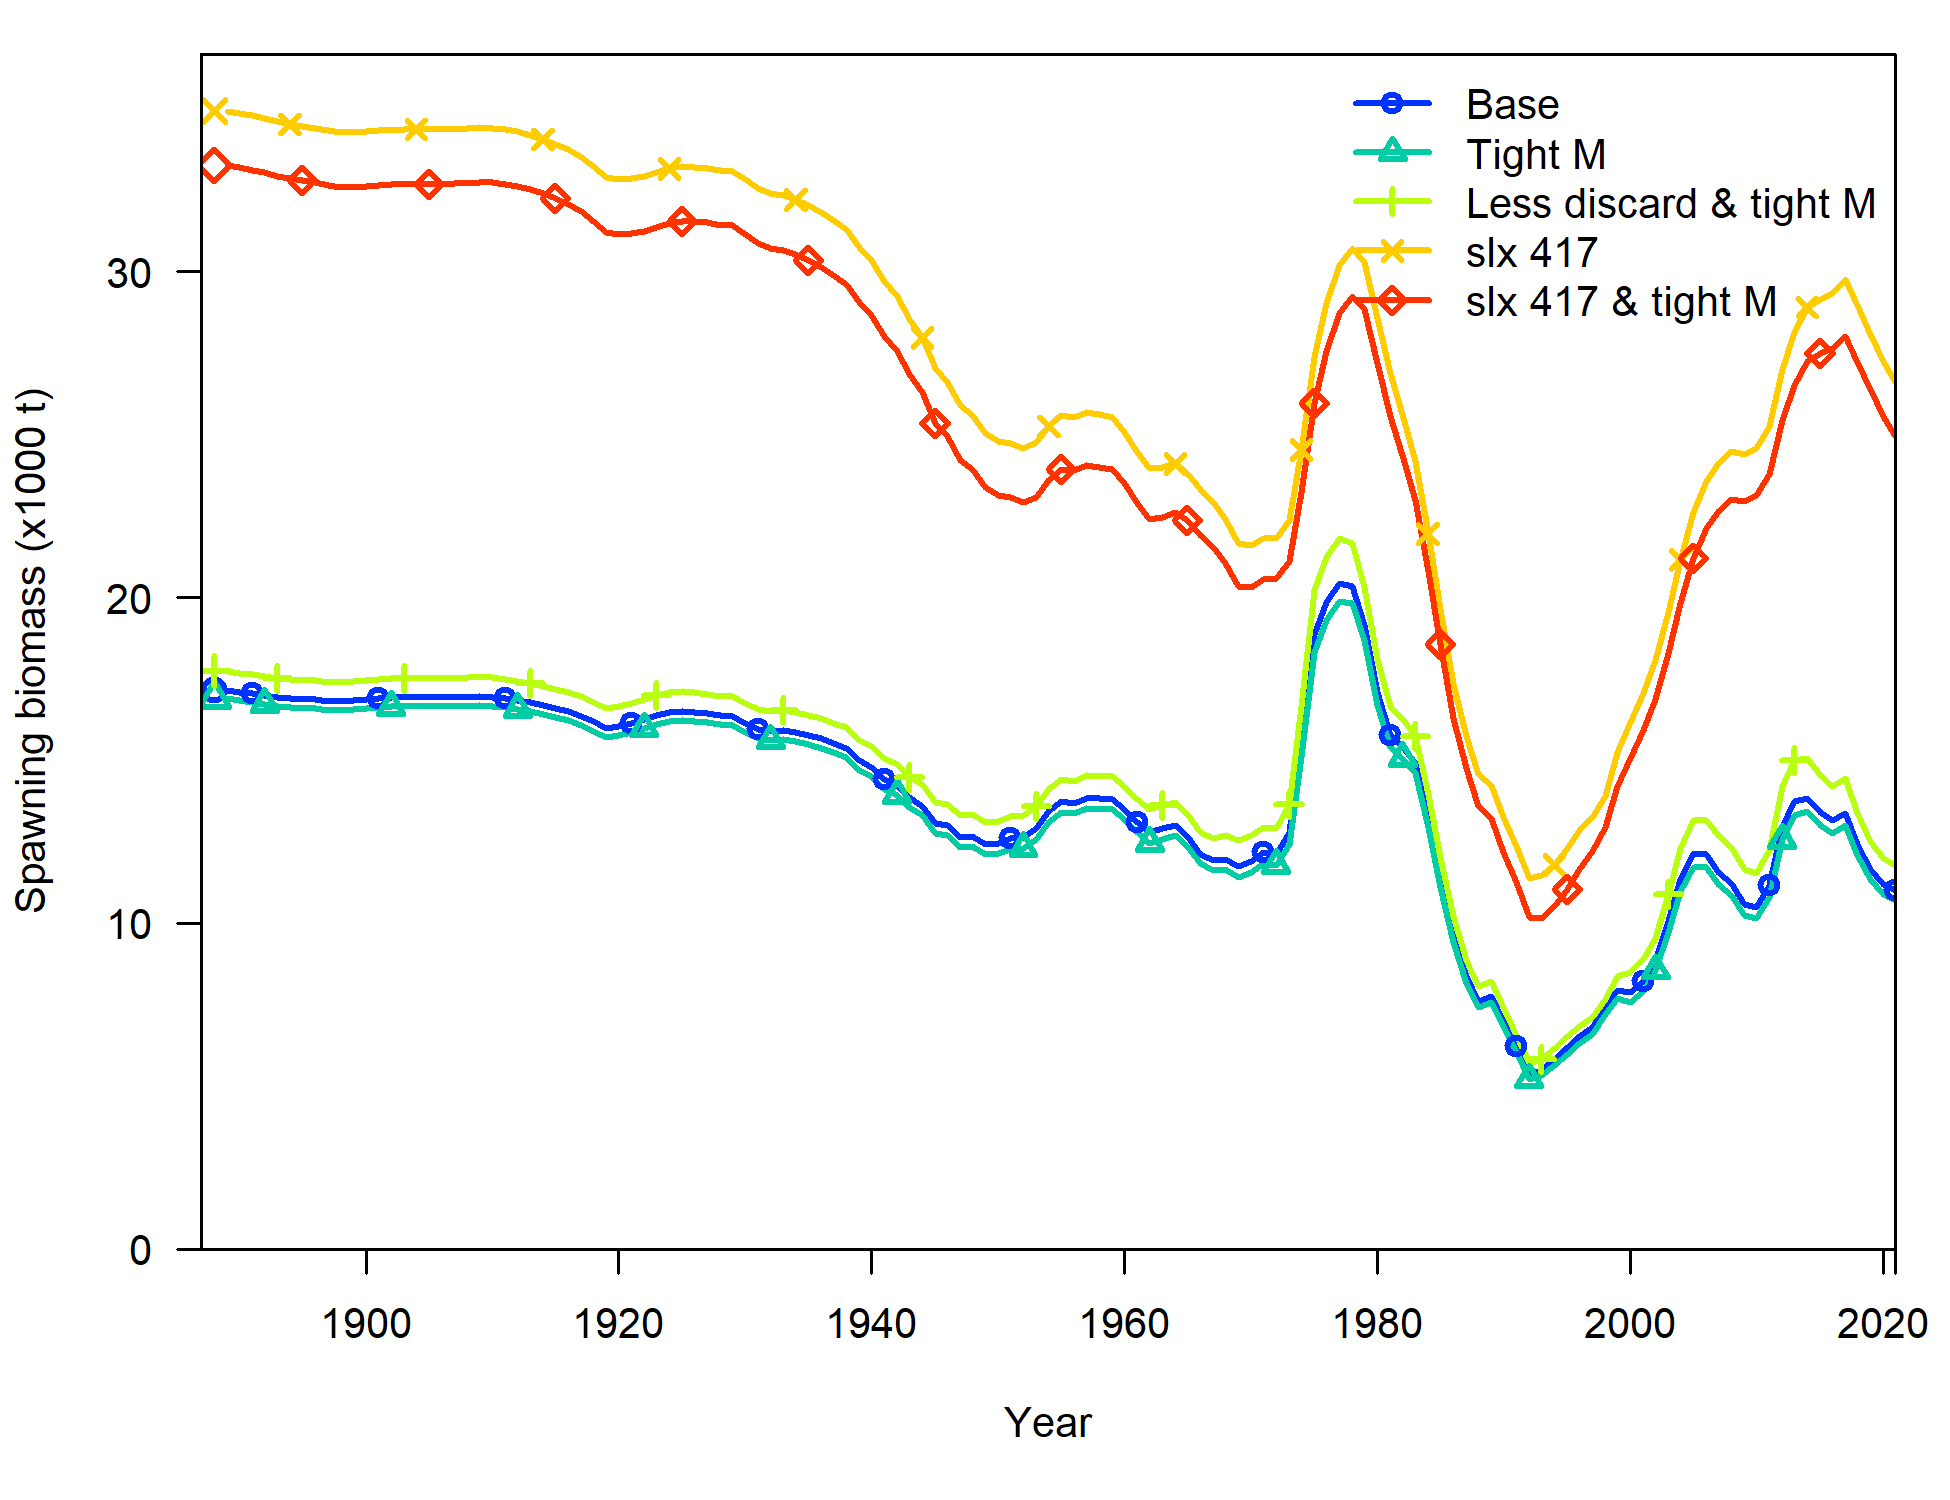 Base
Tight M
Less discard & tight M
slx 417
slx 417 & tight M
Spawning biomass (x1000 t)
30
20
10
0
1900 1920 1940 1960 1980 2000 2020
Year